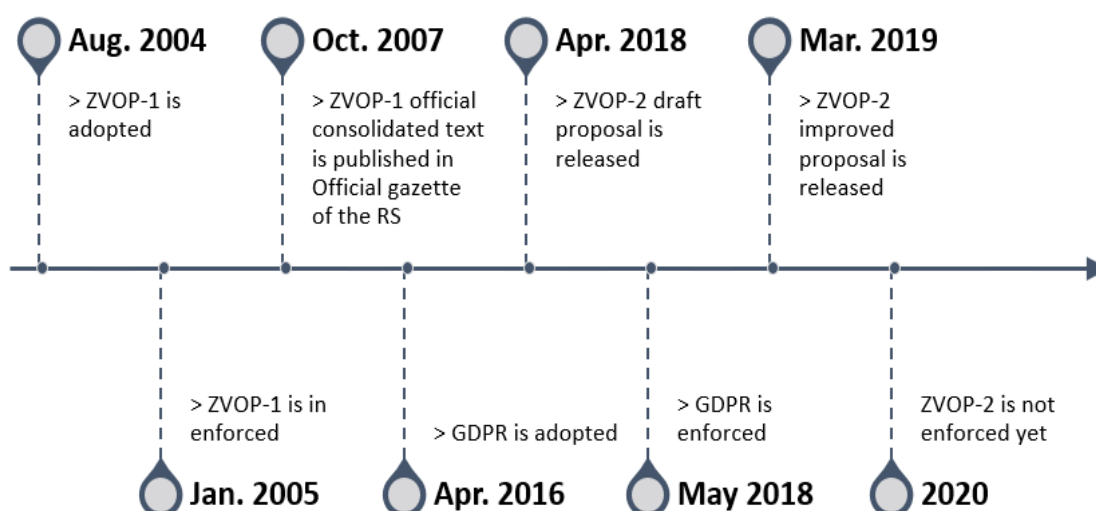 Aug. 2004
> ZVOP-1 is
adopted
Oct. 2007
> ZVOP-1 official
consolidated text
is published in
Official gazette
of the RS
Apr. 2018
> ZVOP-2 draft
proposal is
released
Mar. 2019
> ZVOP-2
improved
proposal is
released
> ZVOP-1 is in
enforced
Jan. 2005
> GDPR is adopted
Apr. 2016
> GDPR is
enforced
May 2018
ZVOP-2 is not
enforced yet
2020